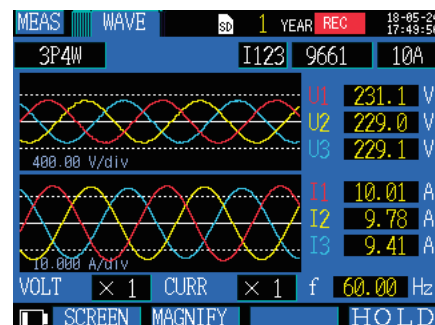 MEAS WAVE SD 1 YEAR REC 18-05-24
17:49:50
3P4W I123 9661 10A
U1 231.1 V
U2 229.0 V
U3 229.1 V
400.00 V/div
I1 10.01 A
I2 9.78 A
I3 9.41 A
10.000 A/div
VOLT × 1 CURR × 1 f 60.00 Hz
SCREEN MAGNIFY HOLD